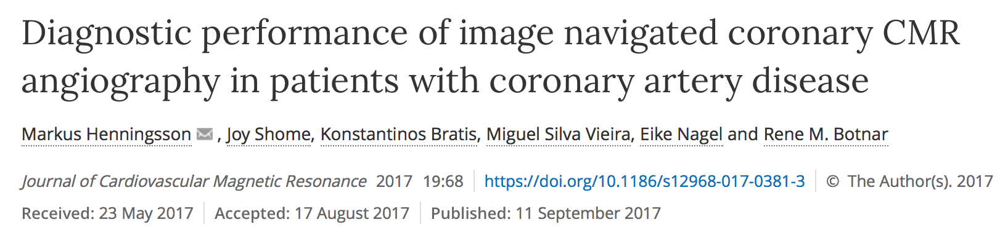 Diagnostic performance of image navigated coronary CMR
angiography in patients with coronary artery disease
Markus Henningsson , Joy Shome, Konstantinos Bratis, Miguel Silva Vieira, Eike Nagel and Rene M. Botnar
Journal of Cardiovascular Magnetic Resonance 2017 19:68 https://doi.org/10.1186/s12968-017-0381-3 © The Author(s). 2017
Received: 23 May 2017 Accepted: 17 August 2017 Published: 11 September 2017